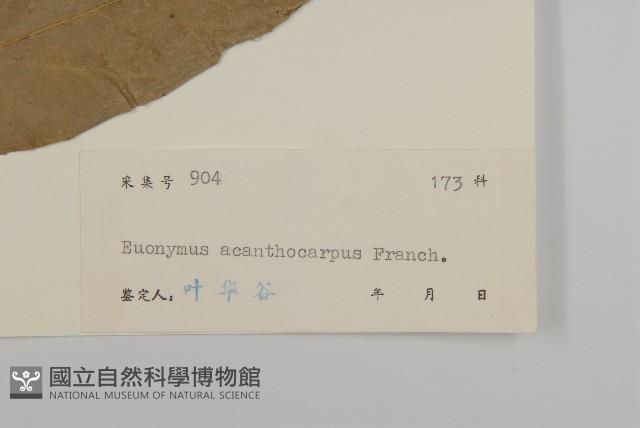 采集号 904 173 科
Euonymus acanthocarpus Franch.
鉴定人: 叶华谷 年 月 日
國立自然科學博物館
NATIONAL MUSEUM OF NATURAL SCIENCE